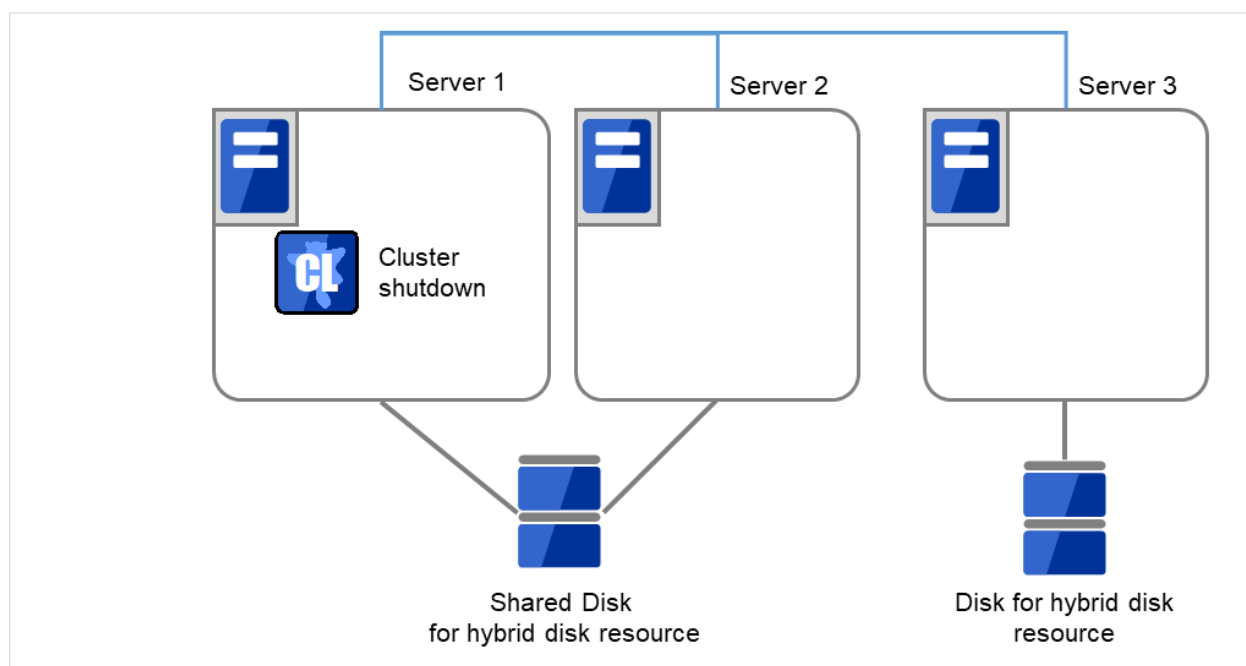 Server 1
Server 2
Server 3
CL
Cluster
shutdown
Shared Disk
for hybrid disk resource
Disk for hybrid disk
resource